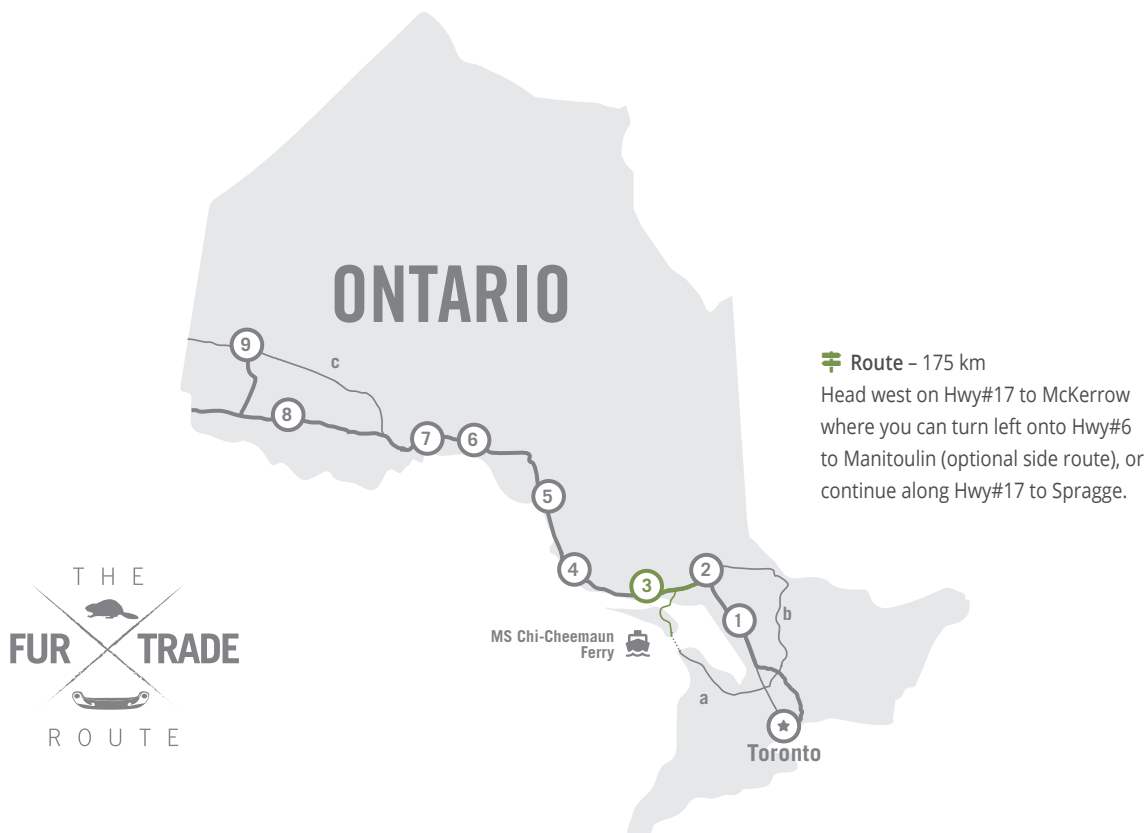 ONTARIO
9
c
8
7
6
5
4
3
2
1
b
a
MS Chi-Cheemaun
Ferry
Toronto
Route – 175 km
Head west on Hwy#17 to McKerrow
where you can turn left onto Hwy#6
to Manitoulin (optional side route), or
continue along Hwy#17 to Spragge.
THE
FUR TRADE
ROUTE